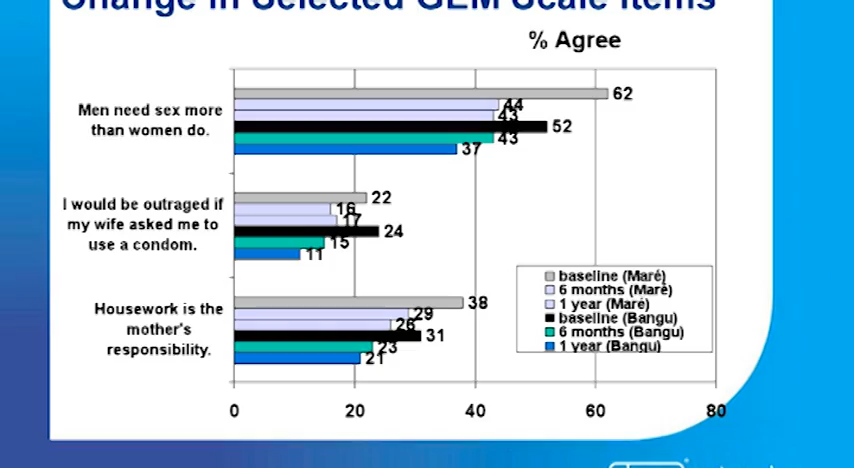 Change in Selected GEM Scale Items
% Agree
Men need sex more
than women do.
62
44
43
52
43
37
I would be outraged if
my wife asked me to
use a condom.
22
16
17
24
15
11
Housework is the
mother's
responsibility.
38
29
26
31
23
21
baseline (Maré)
6 months (Maré)
1 year (Maré)
baseline (Bangu)
6 months (Bangu)
1 year (Bangu)
0 20 40 60 80